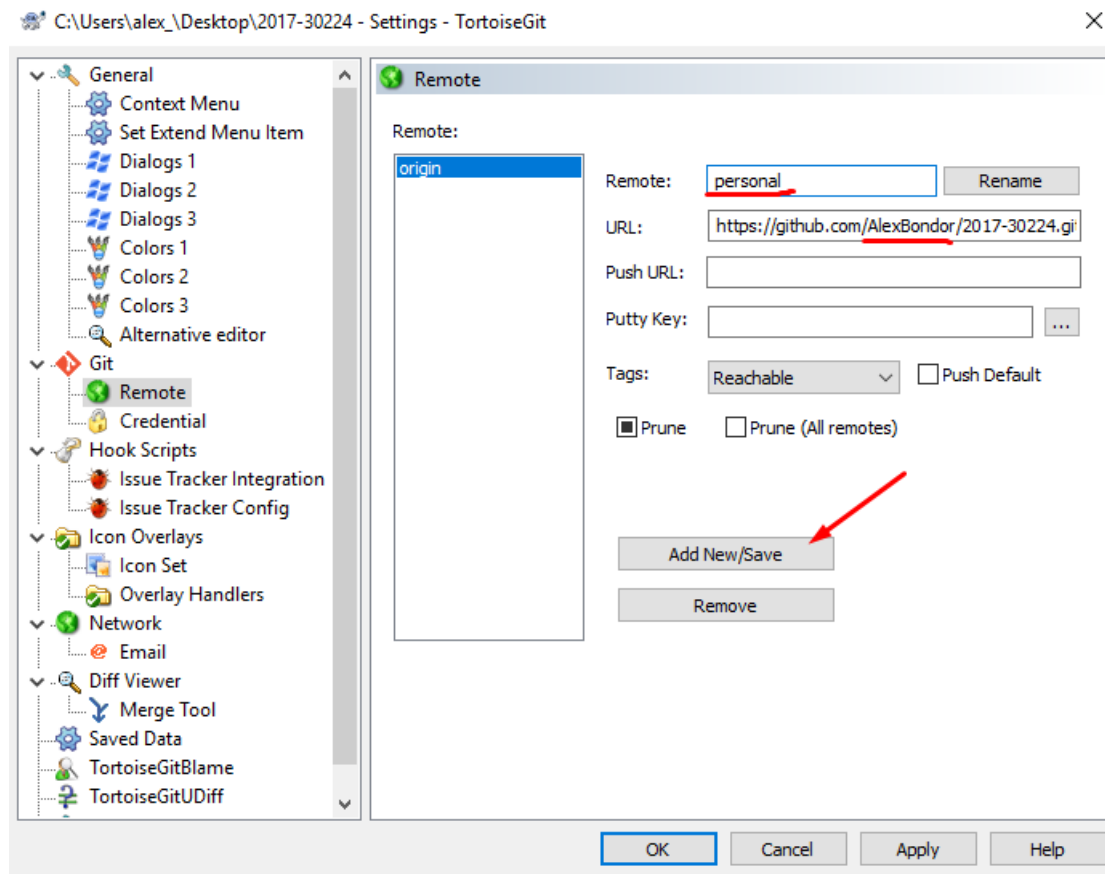 C:\Users\alex_\Desktop\2017-30224 - Settings - TortoiseGit
General
Context Menu
Set Extend Menu Item
Dialogs 1
Dialogs 2
Dialogs 3
Colors 1
Colors 2
Colors 3
Alternative editor
Git
Remote
Credential
Hook Scripts
Issue Tracker Integration
Issue Tracker Config
Icon Overlays
Icon Set
Overlay Handlers
Network
Email
Diff Viewer
Merge Tool
Saved Data
TortoiseGitBlame
TortoiseGitUDiff
Remote
Remote:
origin
Remote: personal Rename
URL: https://github.com/AlexBondor/2017-30224.gi
Push URL:
Putty Key: ...
Tags: Reachable Push Default
Prune Prune (All remotes)
Add New/Save
Remove
OK Cancel Apply Help